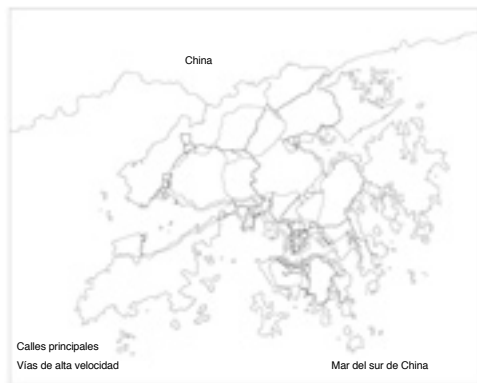 China
Calles principales
Vías de alta velocidad
Mar del sur de China